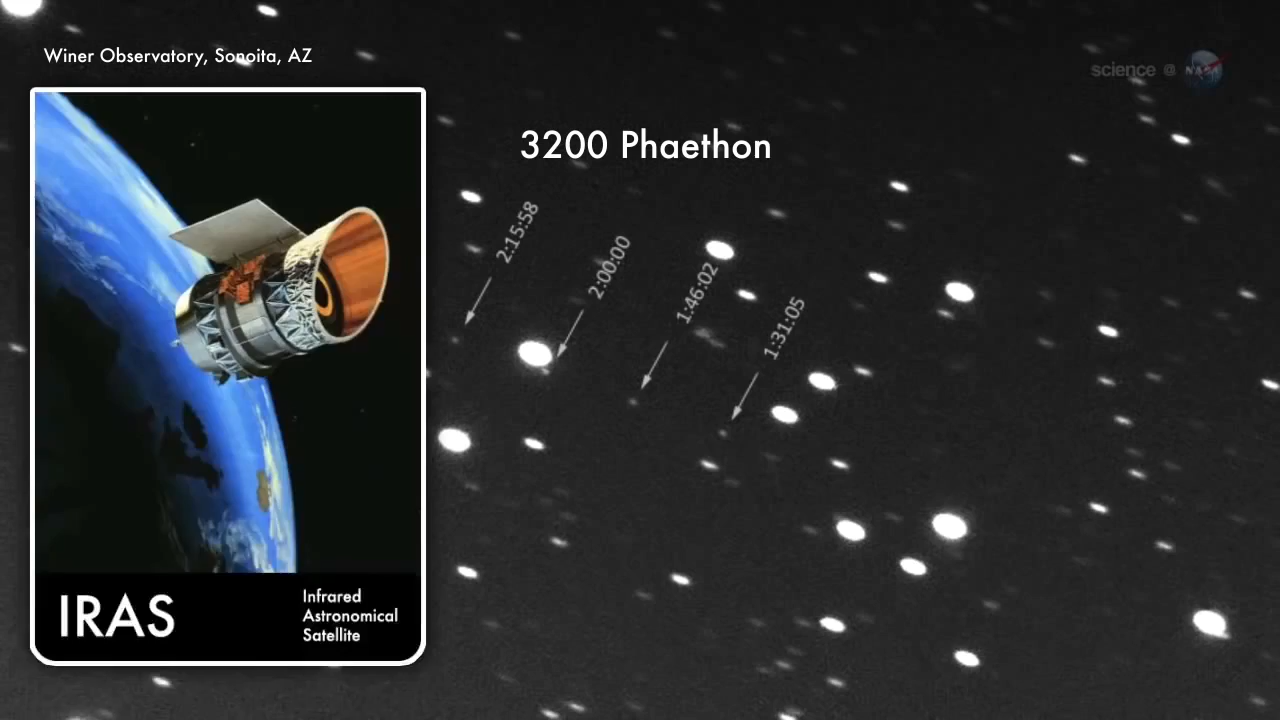 Winer Observatory, Sonoita, AZ
science @ NASA
3200 Phaethon
2:15:58
2:00:00
1:46:02
1:31:05
IRAS
Infrared
Astronomical
Satellite